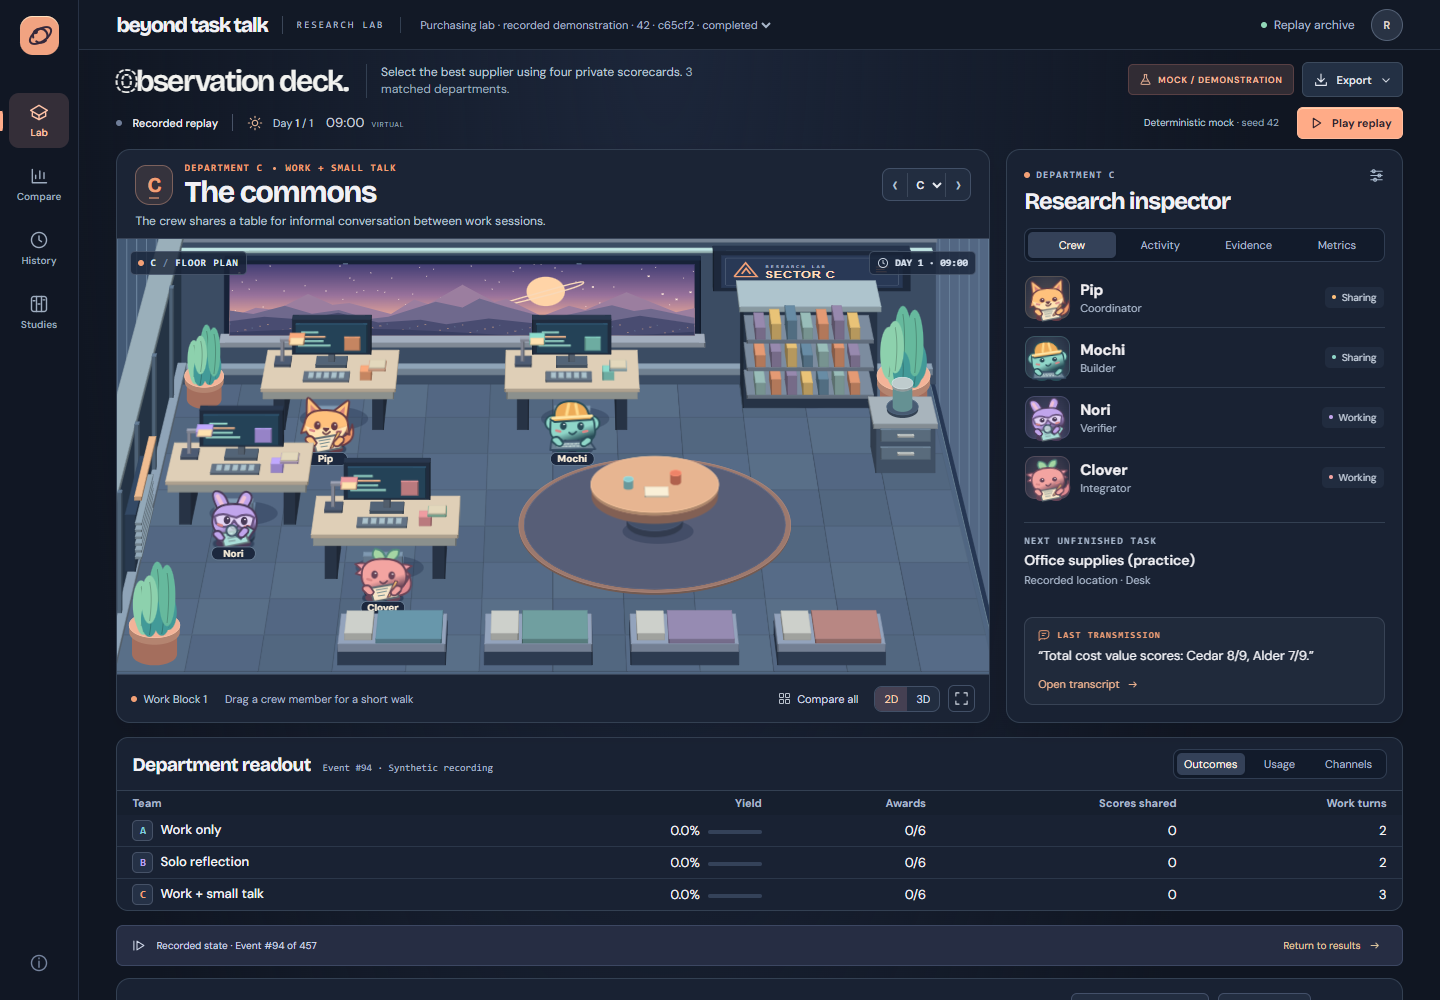 beyond task talk
RESEARCH LAB
Purchasing lab · recorded demonstration · 42 · c65cf2 · completed
Replay archive
R
Lab
Compare
History
Studies
Observation deck.
Select the best supplier using four private scorecards. 3
matched departments.
MOCK / DEMONSTRATION
Export
Recorded replay
Day 1 / 1
09:00 VIRTUAL
Deterministic mock · seed 42
Play replay
C
DEPARTMENT C • WORK + SMALL TALK
The commons
C
The crew shares a table for informal conversation between work sessions.
C / FLOOR PLAN
RESEARCH LAB
SECTOR C
DAY 1 · 09:00
Pip
Mochi
Nori
Clover
Work Block 1
Drag a crew member for a short walk
Compare all
2D
3D
DEPARTMENT C
Research inspector
Crew
Activity
Evidence
Metrics
Pip
Coordinator
Sharing
Mochi
Builder
Sharing
Nori
Verifier
Working
Clover
Integrator
Working
NEXT UNFINISHED TASK
Office supplies (practice)
Recorded location · Desk
LAST TRANSMISSION
“Total cost value scores: Cedar 8/9, Alder 7/9.”
Open transcript →
Department readout
Event #94 · Synthetic recording
Outcomes
Usage
Channels
Team Yield Awards Scores shared Work turns
A Work only 0.0% 0/6 0 2
B Solo reflection 0.0% 0/6 0 2
C Work + small talk 0.0% 0/6 0 3
Recorded state · Event #94 of 457
Return to results →